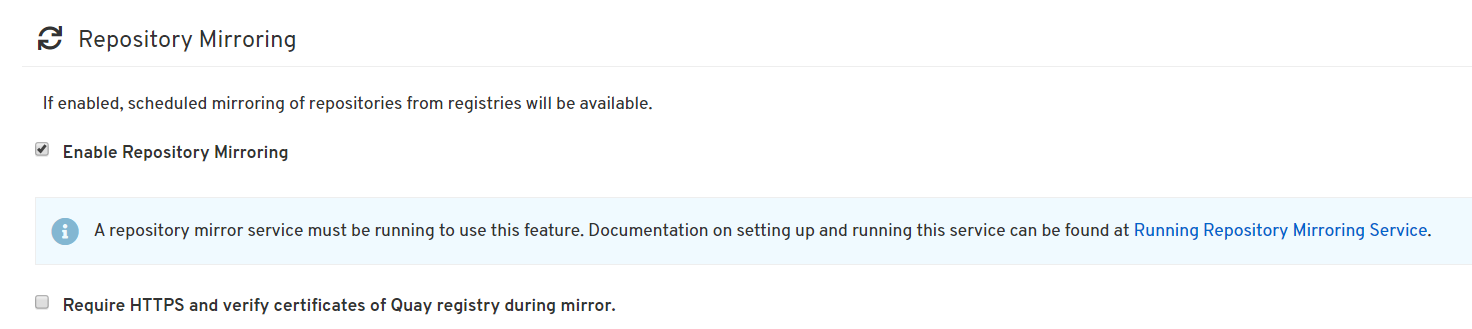 Repository Mirroring
If enabled, scheduled mirroring of repositories from registries will be available.
Enable Repository Mirroring
A repository mirror service must be running to use this feature. Documentation on setting up and running this service can be found at Running Repository Mirroring Service.
Require HTTPS and verify certificates of Quay registry during mirror.